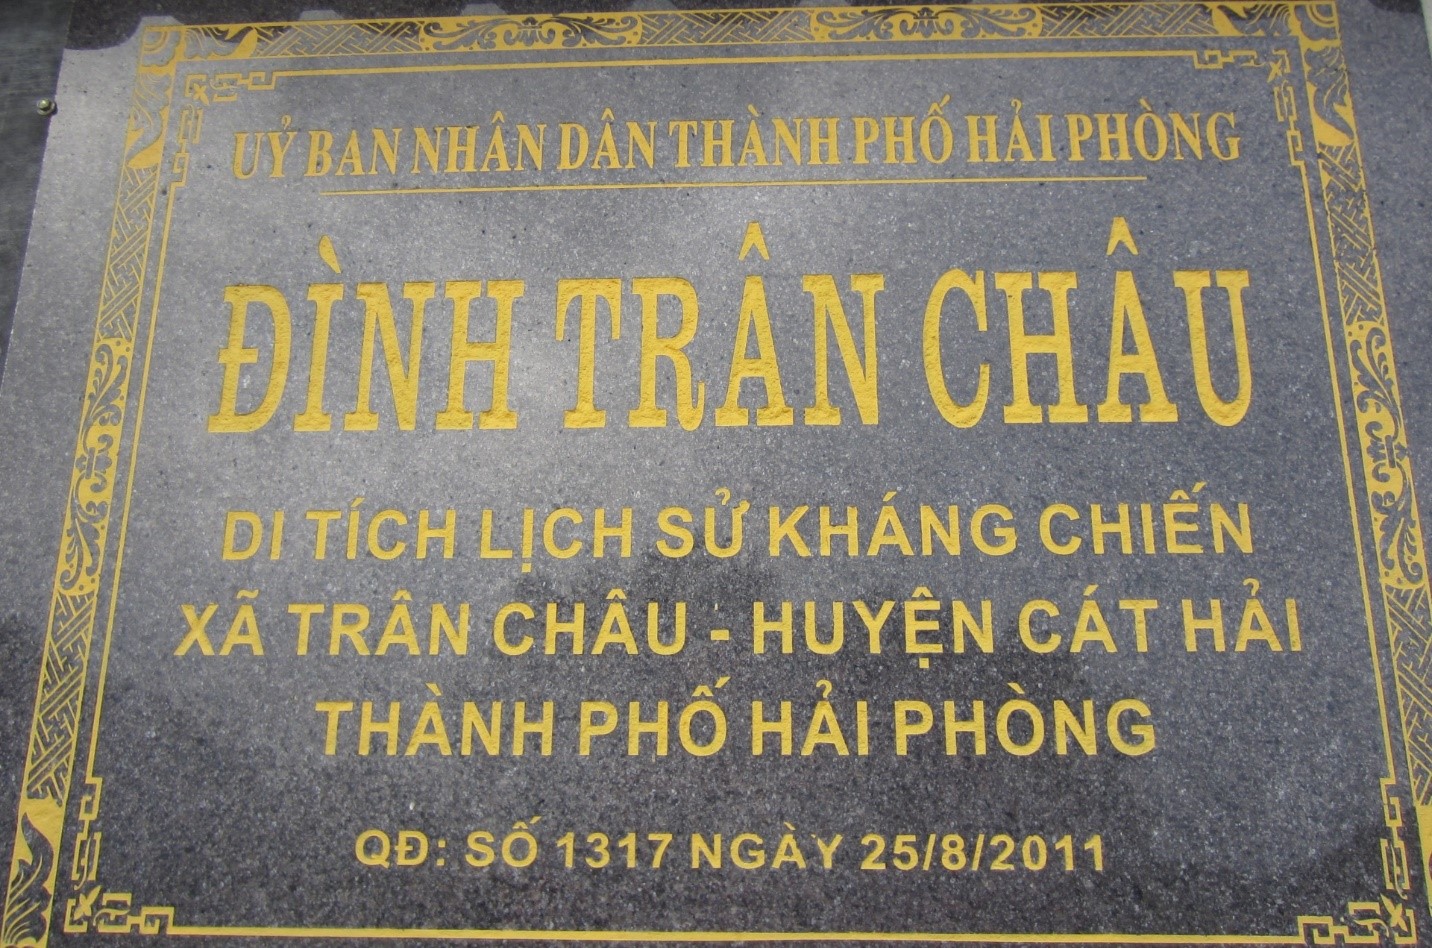 UỶ BAN NHÂN DÂN THÀNH PHỐ HẢI PHÒNG
ĐÌNH TRÂN CHÂU
DI TÍCH LỊCH SỬ KHÁNG CHIẾN
XÃ TRÂN CHÂU - HUYỆN CÁT HẢI
THÀNH PHỐ HẢI PHÒNG
QĐ: SỐ 1317 NGÀY 25/8/2011